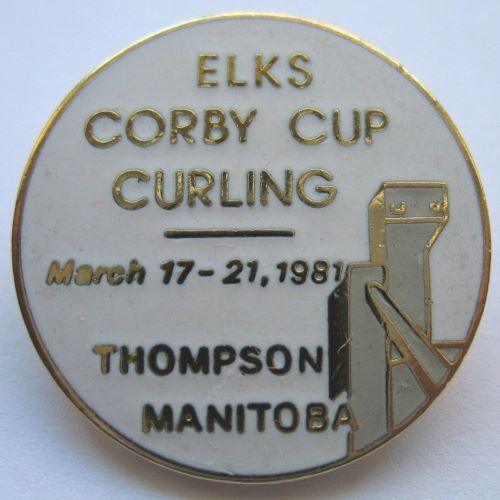 ELKS
CORBY CUP
CURLING
March 17-21, 1981
THOMPSON
MANITOBA